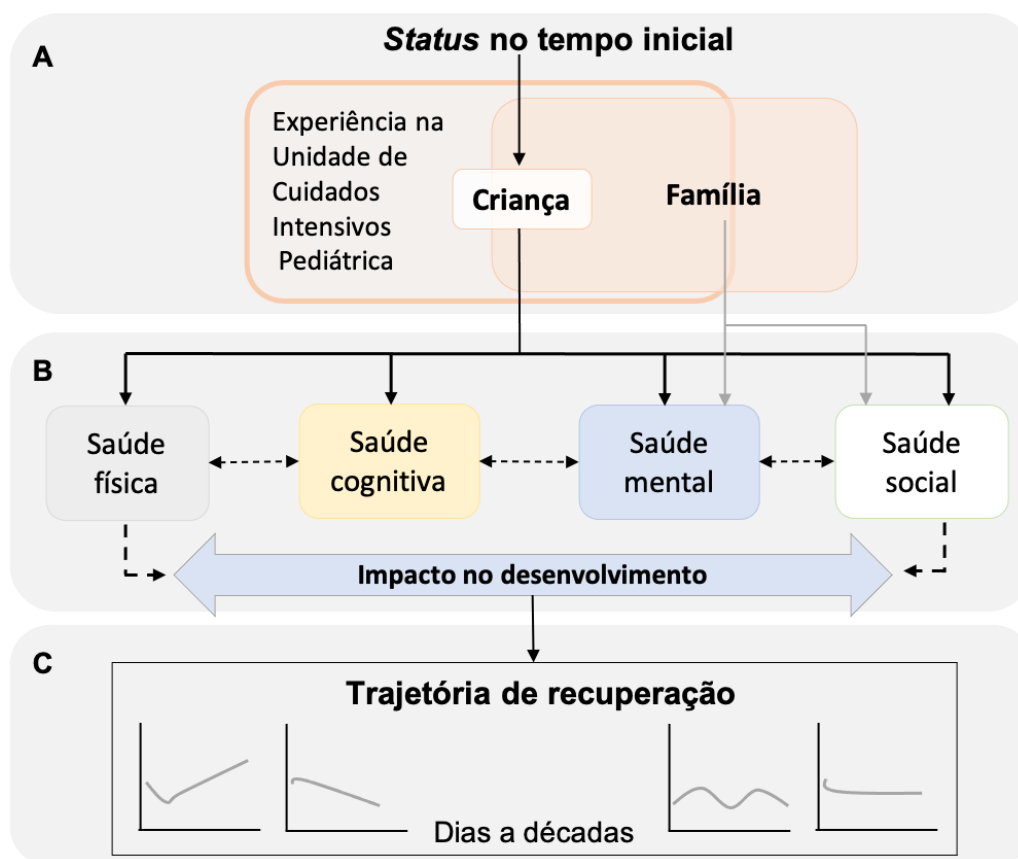 A
Status no tempo inicial
Experiência na
Unidade de
Cuidados
Intensivos
Pediátrica
Criança
Família
B
Saúde
física
Saúde
cognitiva
Saúde
mental
Saúde
social
Impacto no desenvolvimento
C
Trajetória de recuperação
Dias a décadas